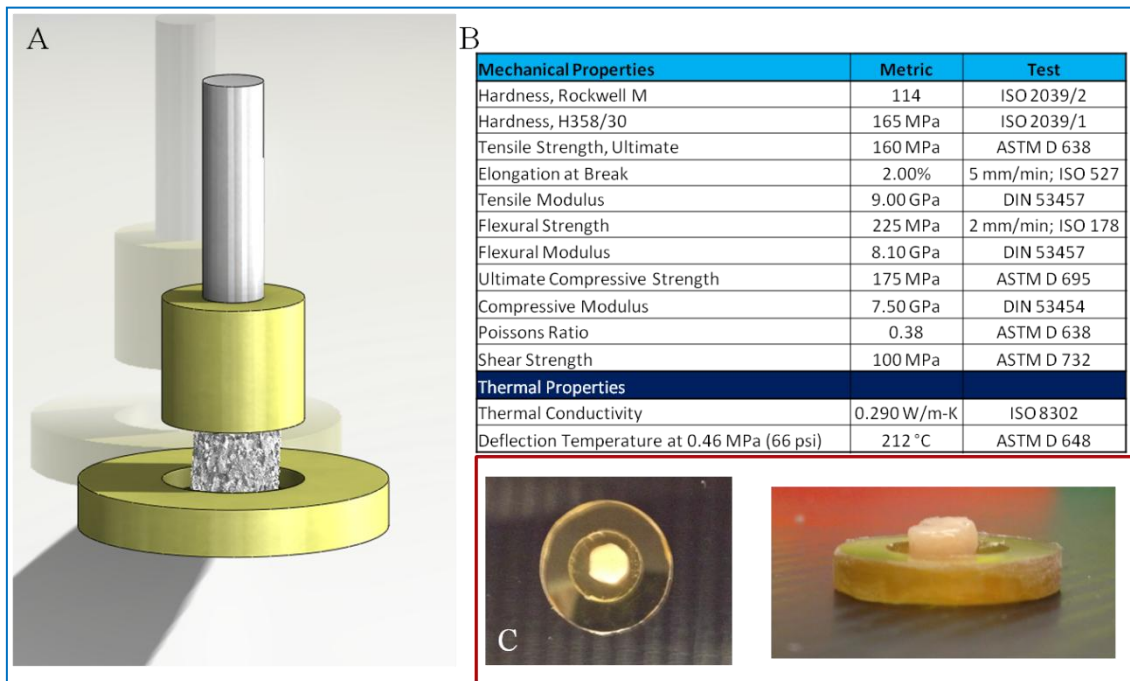 A
B
Mechanical Properties Metric Test
Hardness, Rockwell M 114 ISO 2039/2
Hardness, H358/30 165 MPa ISO 2039/1
Tensile Strength, Ultimate 160 MPa ASTM D 638
Elongation at Break 2.00% 5 mm/min; ISO 527
Tensile Modulus 9.00 GPa DIN 53457
Flexural Strength 225 MPa 2 mm/min; ISO 178
Flexural Modulus 8.10 GPa DIN 53457
Ultimate Compressive Strength 175 MPa ASTM D 695
Compressive Modulus 7.50 GPa DIN 53454
Poissons Ratio 0.38 ASTM D 638
Shear Strength 100 MPa ASTM D 732
Thermal Properties
Thermal Conductivity 0.290 W/m-K ISO 8302
Deflection Temperature at 0.46 MPa (66 psi) 212 °C ASTM D 648
C